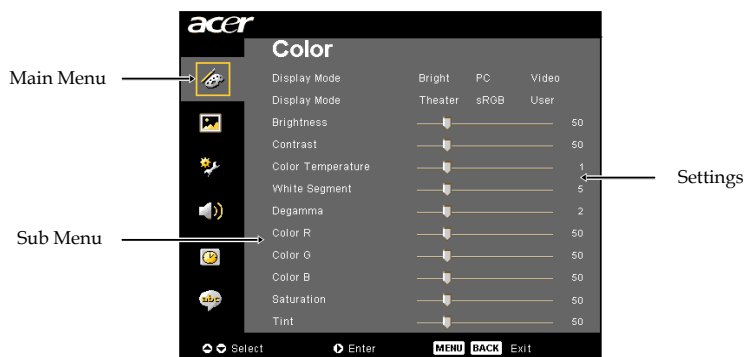 acer
Color
Main Menu
Display Mode Bright PC Video
Display Mode Theater sRGB User
Brightness 50
Contrast 50
Color Temperature 1
Settings
White Segment 5
Degamma 2
Sub Menu
Color R 50
Color G 50
Color B 50
abc
Saturation 50
Tint 50
Select Enter MENU BACK Exit